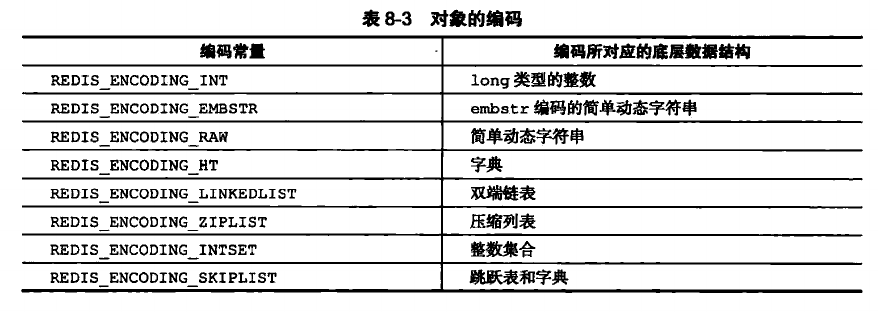 表 8-3 对象的编码
编码常量 编码所对应的底层数据结构
REDIS_ENCODING_INT long 类型的整数
REDIS_ENCODING_EMBSTR embstr 编码的简单动态字符串
REDIS_ENCODING_RAW 简单动态字符串
REDIS_ENCODING_HT 字典
REDIS_ENCODING_LINKEDLIST 双端链表
REDIS_ENCODING_ZIPLIST 压缩列表
REDIS_ENCODING_INTSET 整数集合
REDIS_ENCODING_SKIPLIST 跳跃表和字典